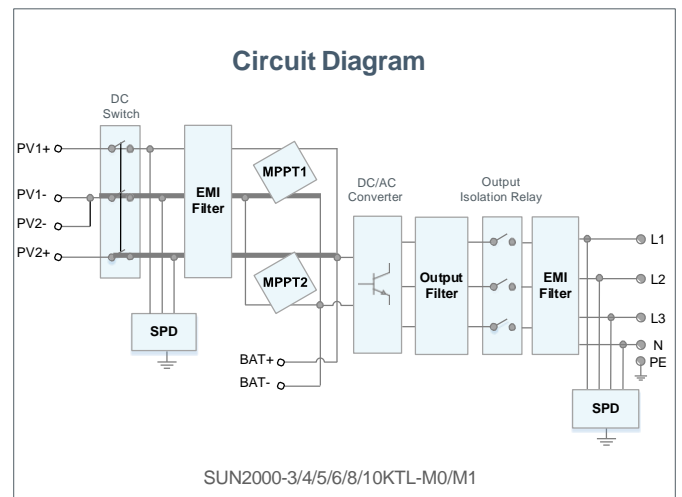 Circuit Diagram
DC
Switch
PV1+
PV1-
PV2-
PV2+
EMI
Filter
MPPT1
MPPT2
SPD
BAT+
BAT-
DC/AC
Converter
Output
Filter
Output
Isolation Relay
EMI
Filter
L1
L2
L3
N
PE
SPD
SUN2000-3/4/5/6/8/10KTL-M0/M1